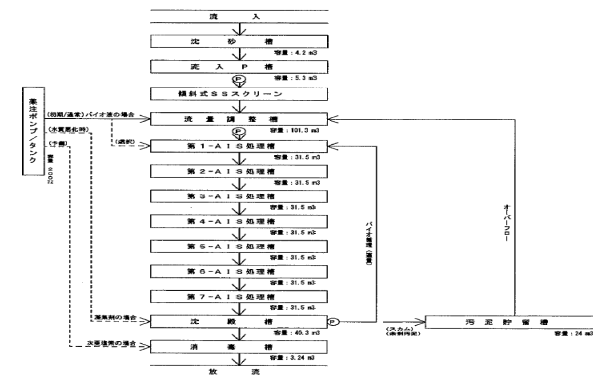 流 入
沈 砂 槽
容量：4.2 m3
流 入 P 槽
P
容量：5.3 m3
傾斜式SSスクリーン
流 量 調 整 槽
P
容量：101.3 m3
第1-AIS処理槽
容量：31.5 m3
第2-AIS処理槽
容量：31.5 m3
第3-AIS処理槽
容量：31.5 m3
第4-AIS処理槽
容量：31.5 m3
第5-AIS処理槽
容量：31.5 m3
第6-AIS処理槽
容量：31.5 m3
第7-AIS処理槽
容量：31.5 m3
沈 殿 槽
P
容量：40.3 m3
消 毒 槽
容量：3.24 m3
放 流
薬注ポンプ／タンク
(初期/通常)バイオ液の場合
(水質悪化時)
(選択)
(予備)
凝集剤の場合
次亜塩素の場合
オーバーフロー
(スカム)
汚 泥 貯 留 槽
容量：24 m3